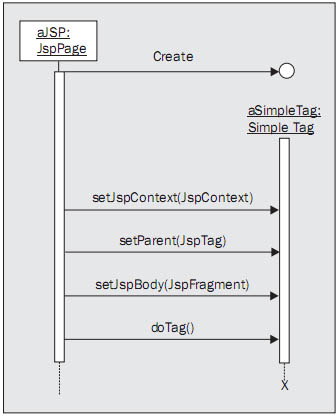 aJSP:
JspPage
Create
aSimpleTag:
Simple Tag
setJspContext(JspContext)
setParent(JspTag)
setJspBody(JspFragment)
doTag()
X